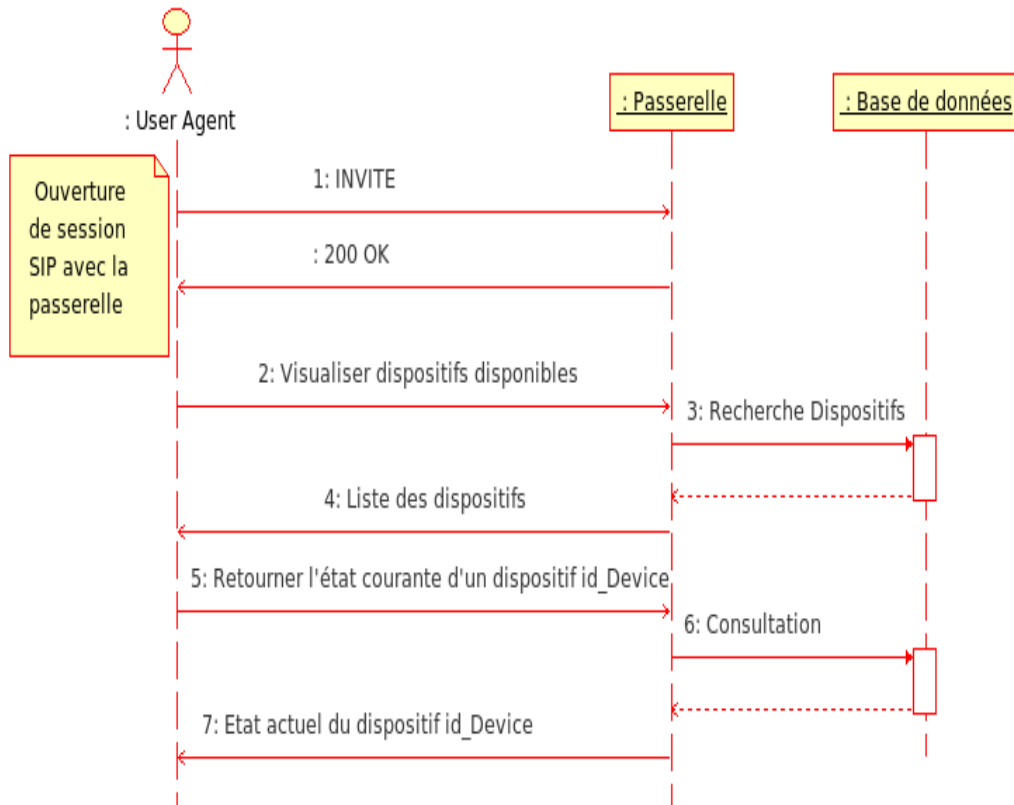 : User Agent
: Passerelle
: Base de données
Ouverture
de session
SIP avec la
passerelle
1: INVITE
: 200 OK
2: Visualiser dispositifs disponibles
3: Recherche Dispositifs
4: Liste des dispositifs
5: Retourner l'état courante d'un dispositif id_Device
6: Consultation
7: Etat actuel du dispositif id_Device